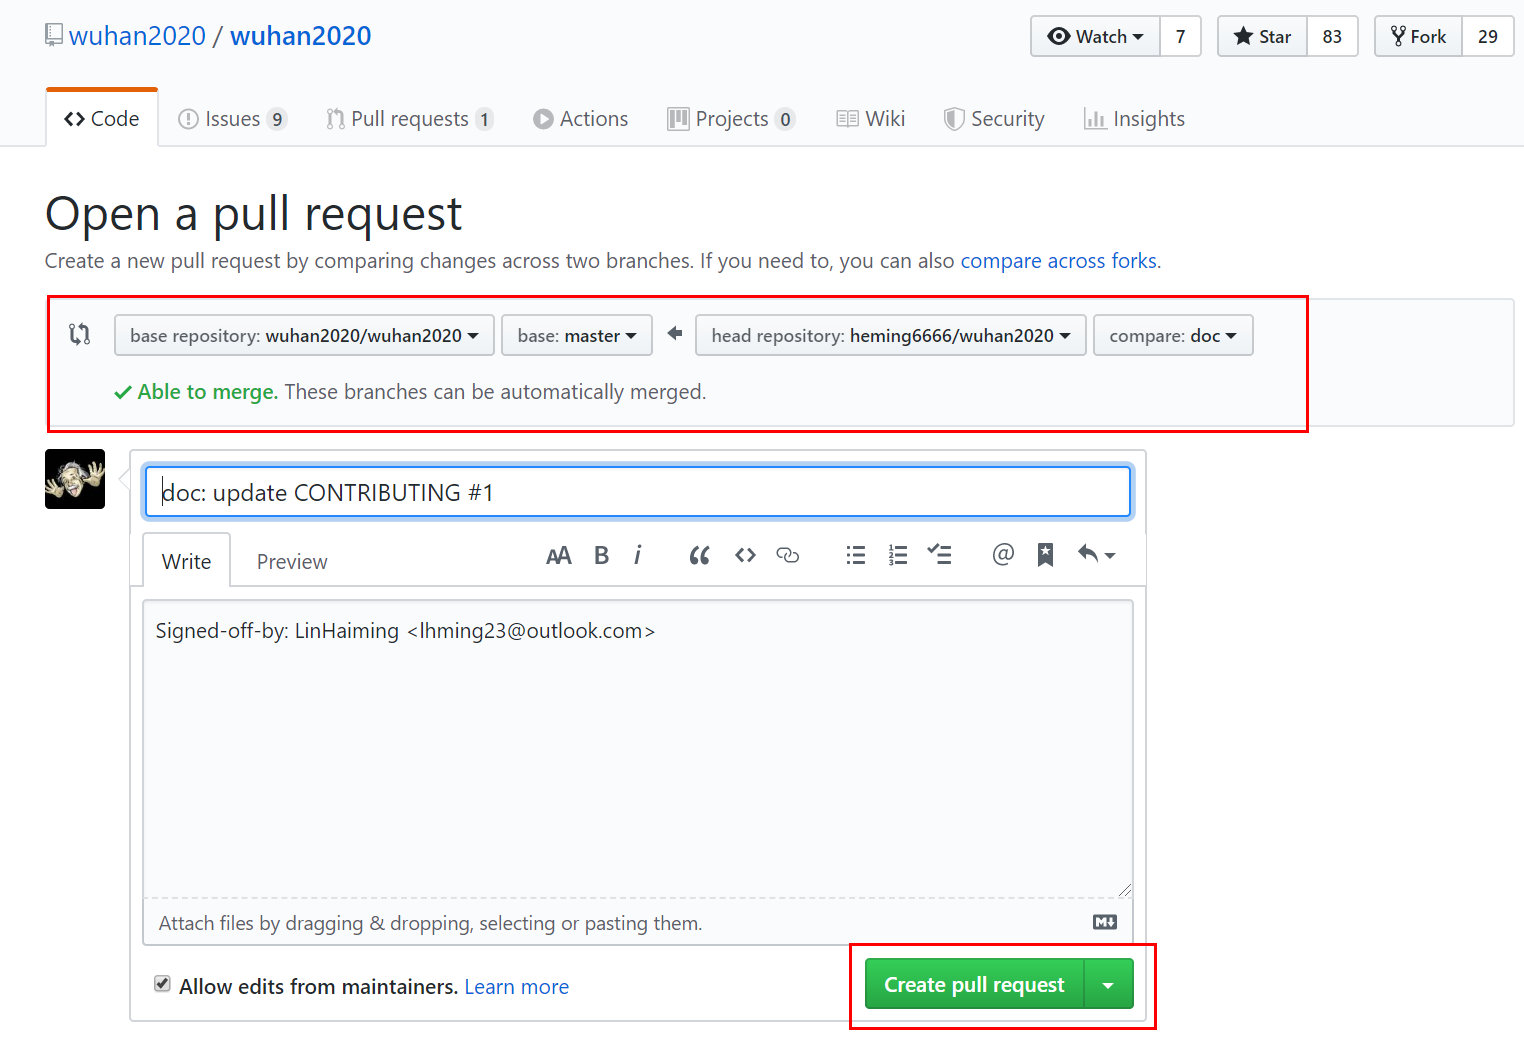 wuhan2020 / wuhan2020
Watch 7 Star 83 Fork 29
Code Issues 9 Pull requests 1 Actions Projects 0 Wiki Security Insights
Open a pull request
Create a new pull request by comparing changes across two branches. If you need to, you can also compare across forks.
base repository: wuhan2020/wuhan2020 base: master head repository: heming6666/wuhan2020 compare: doc
Able to merge. These branches can be automatically merged.
doc: update CONTRIBUTING #1
Write Preview AA B i @
Signed-off-by: LinHaiming <lhming23@outlook.com>
Attach files by dragging & dropping, selecting or pasting them. M
Allow edits from maintainers. Learn more Create pull request